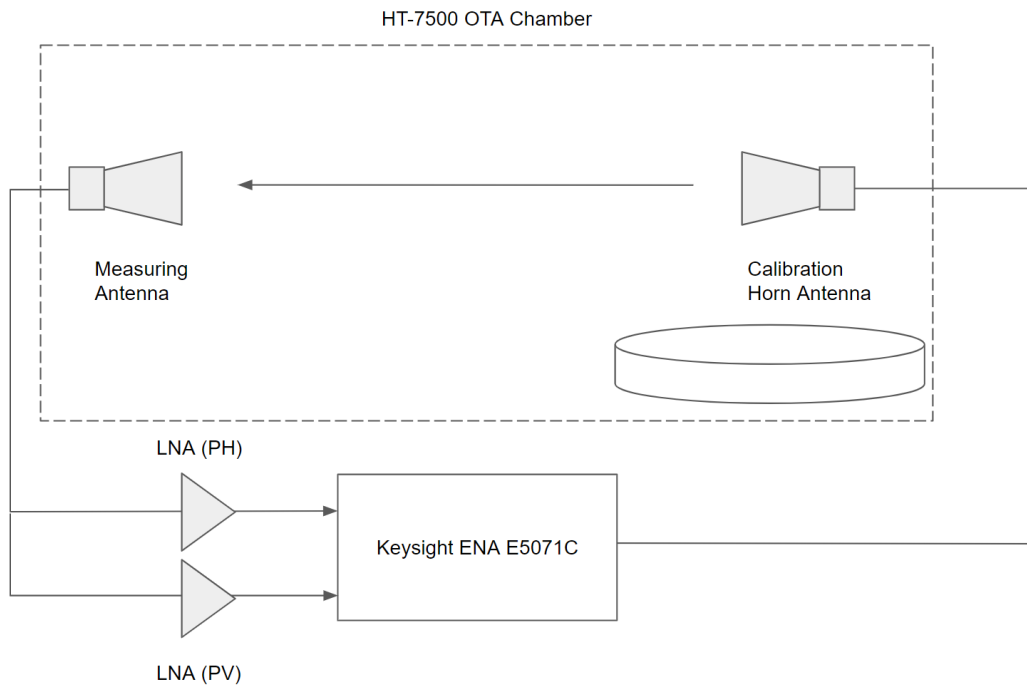 HT-7500 OTA Chamber
Measuring
Antenna
Calibration
Horn Antenna
LNA (PH)
Keysight ENA E5071C
LNA (PV)